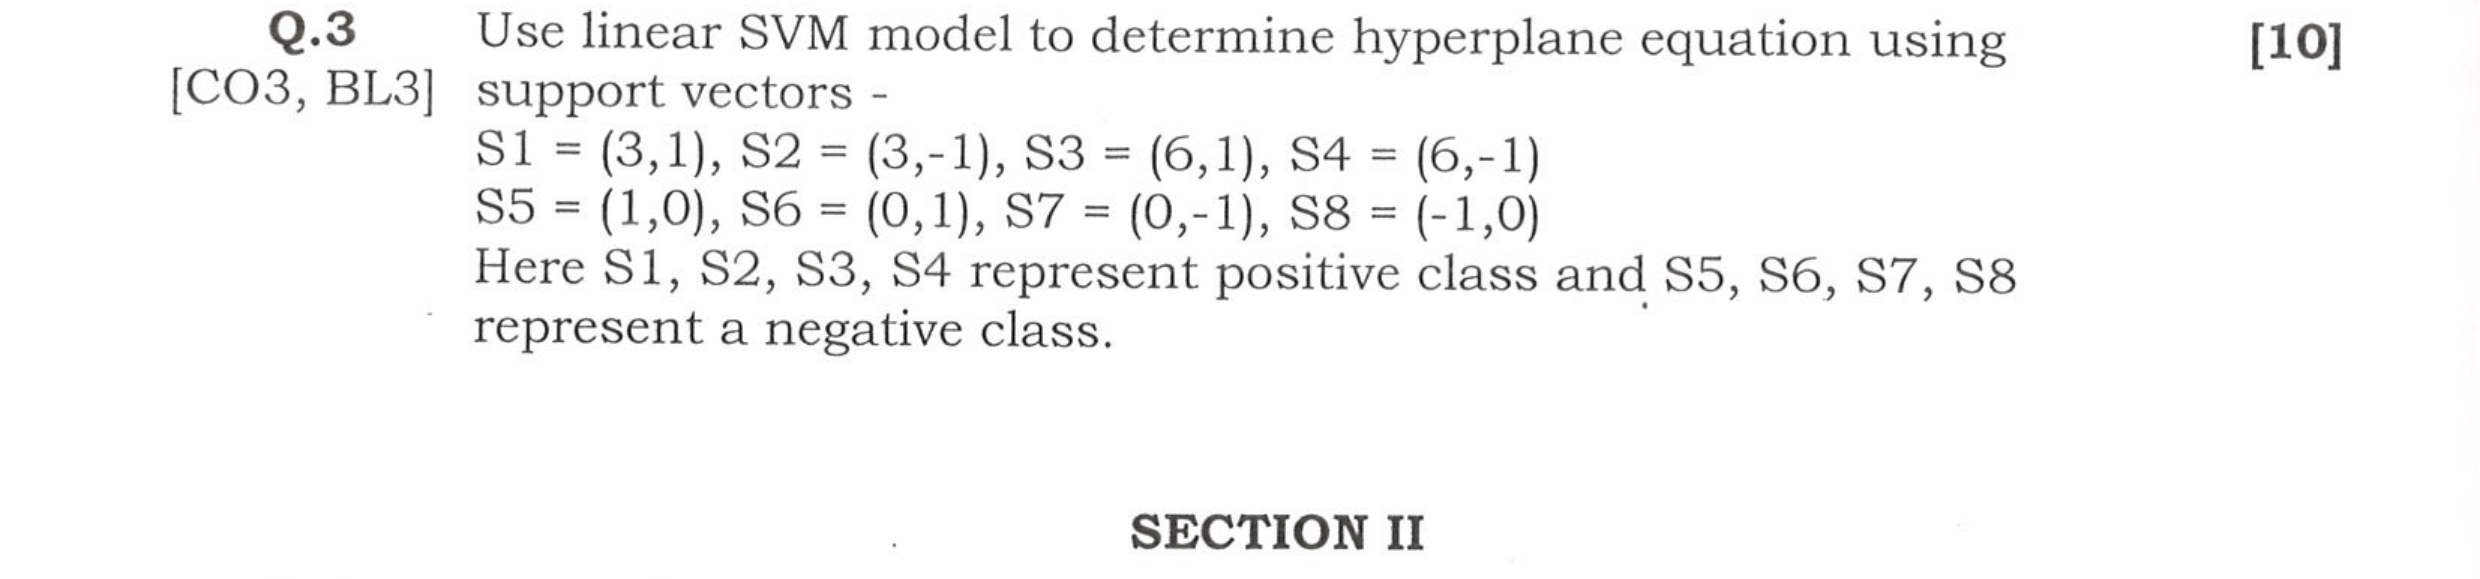 Q.3 Use linear SVM model to determine hyperplane equation using [10]
[CO3, BL3] support vectors -
S1 = (3,1), S2 = (3,-1), S3 = (6,1), S4 = (6,-1)
S5 = (1,0), S6 = (0,1), S7 = (0,-1), S8 = (-1,0)
Here S1, S2, S3, S4 represent positive class and S5, S6, S7, S8
represent a negative class.
SECTION II